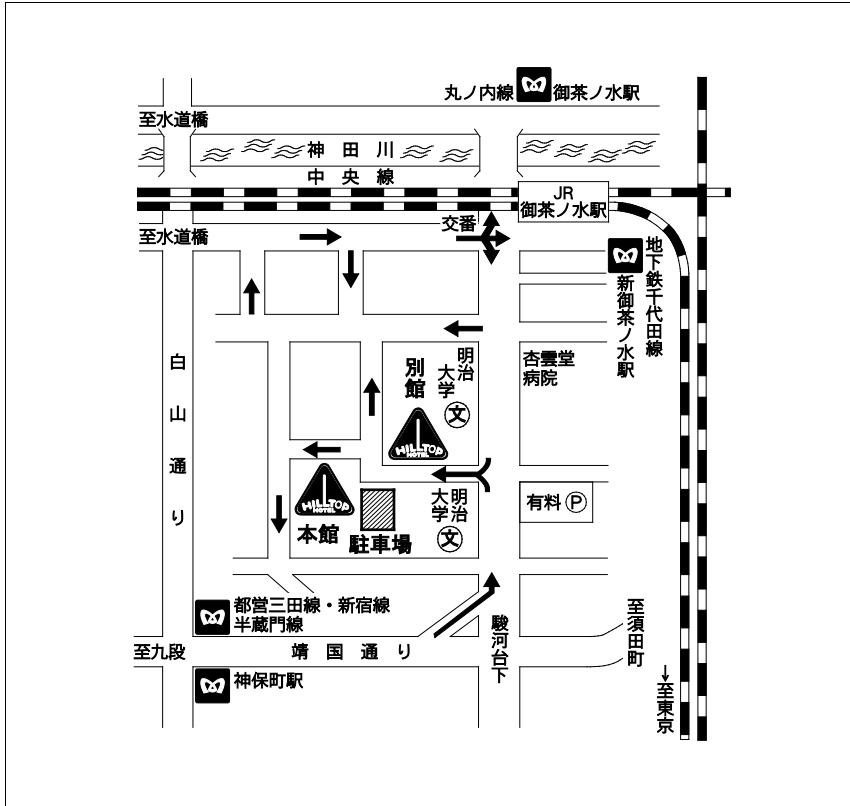 丸ノ内線 御茶ノ水駅
至水道橋
神田川
中央線
JR
御茶ノ水駅
交番
至水道橋
地下鉄千代田線
新御茶ノ水駅
白山通り
別館
明治
大学
文
杏雲堂
病院
HILLTOP
HOTEL
HILLTOP
HOTEL
本館
駐車場
明治
大学
文
有料 P
都営三田線・新宿線
半蔵門線
駿河台下
至須田町
至九段
靖国通り
神保町駅
→至東京